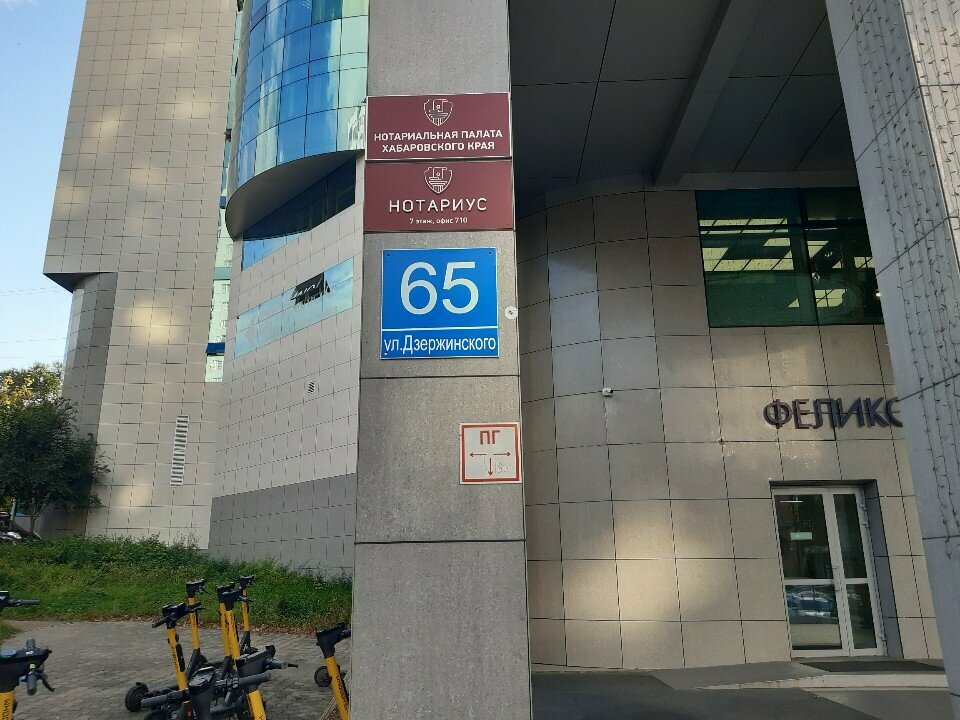 НОТАРИАЛЬНАЯ ПАЛАТА
ХАБАРОВСКОГО КРАЯ
НОТАРИУС
7 этаж, офис 710
65
ул.Дзержинского
ПГ
ФЕЛИКС